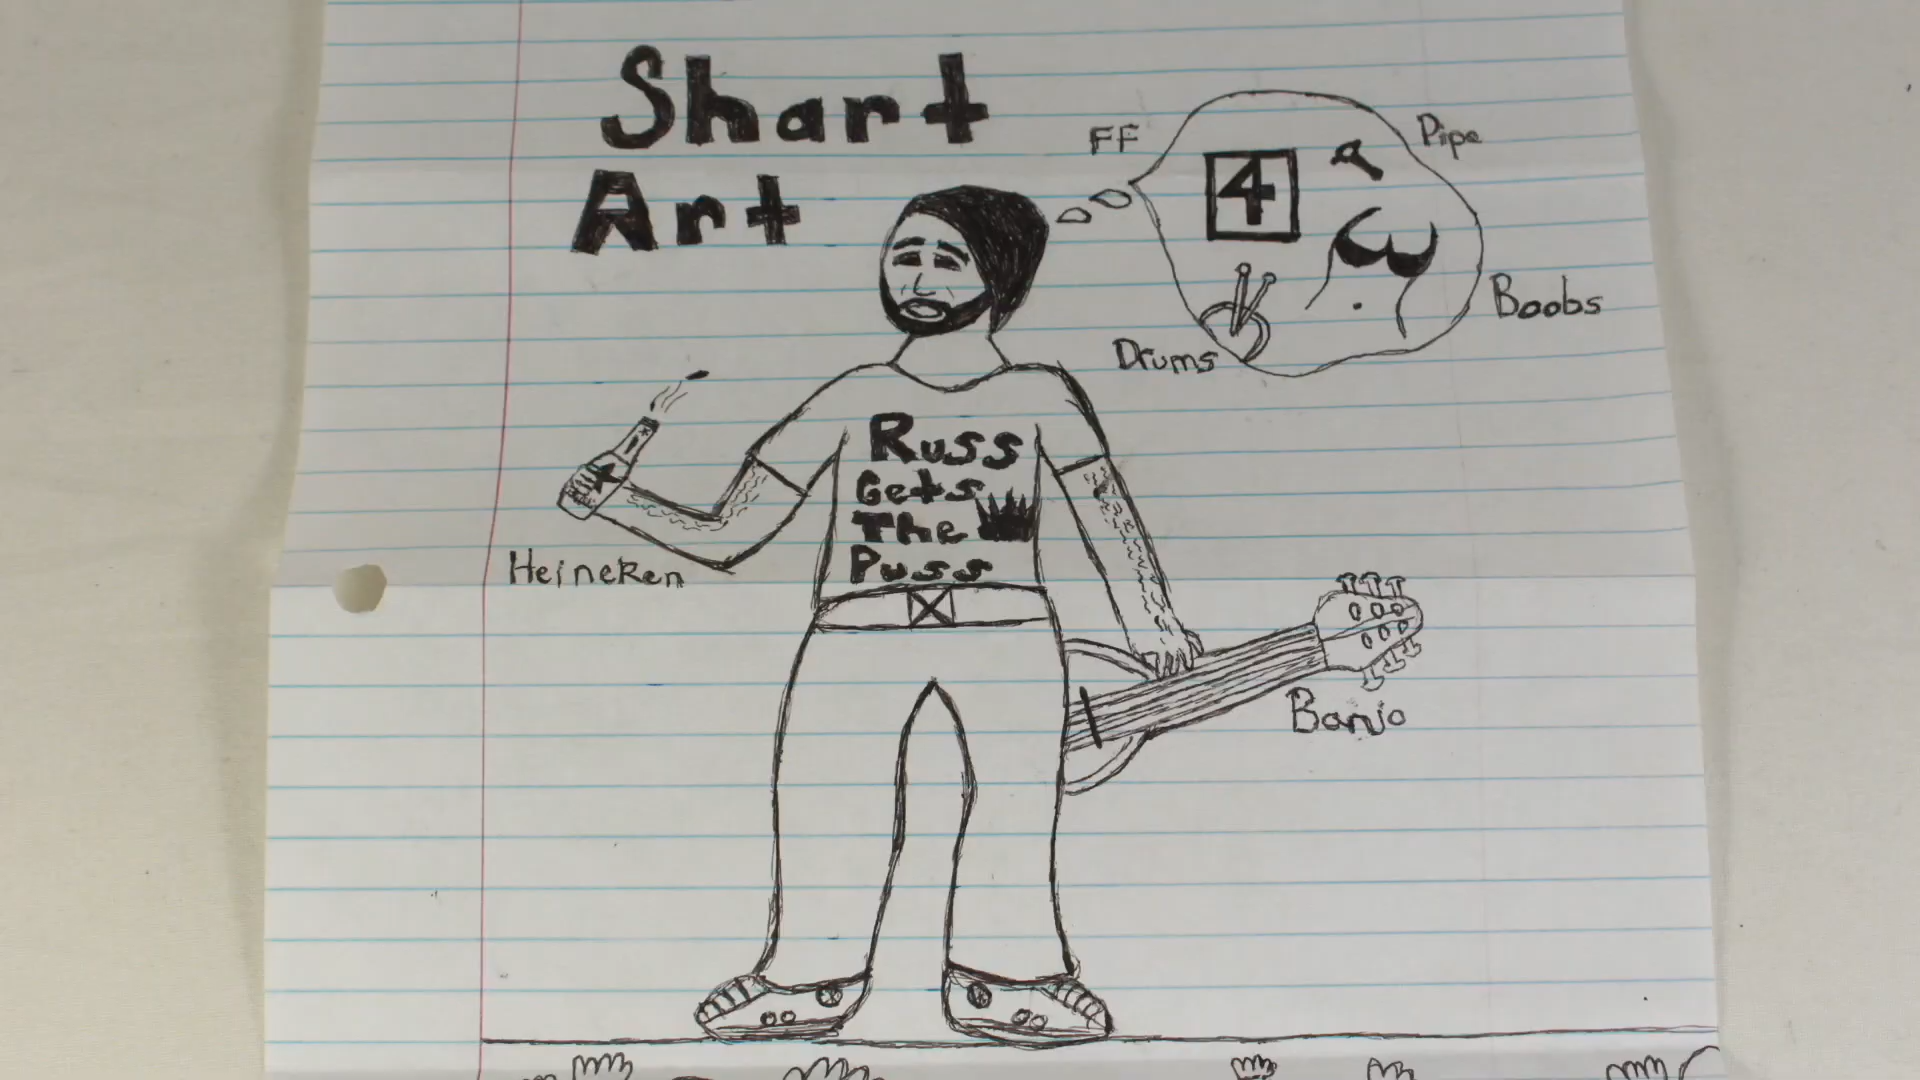 Shart
Art
FF
Pipe
4
Boobs
Drums
Russ
Gets
The
Puss
Heineken
Banjo